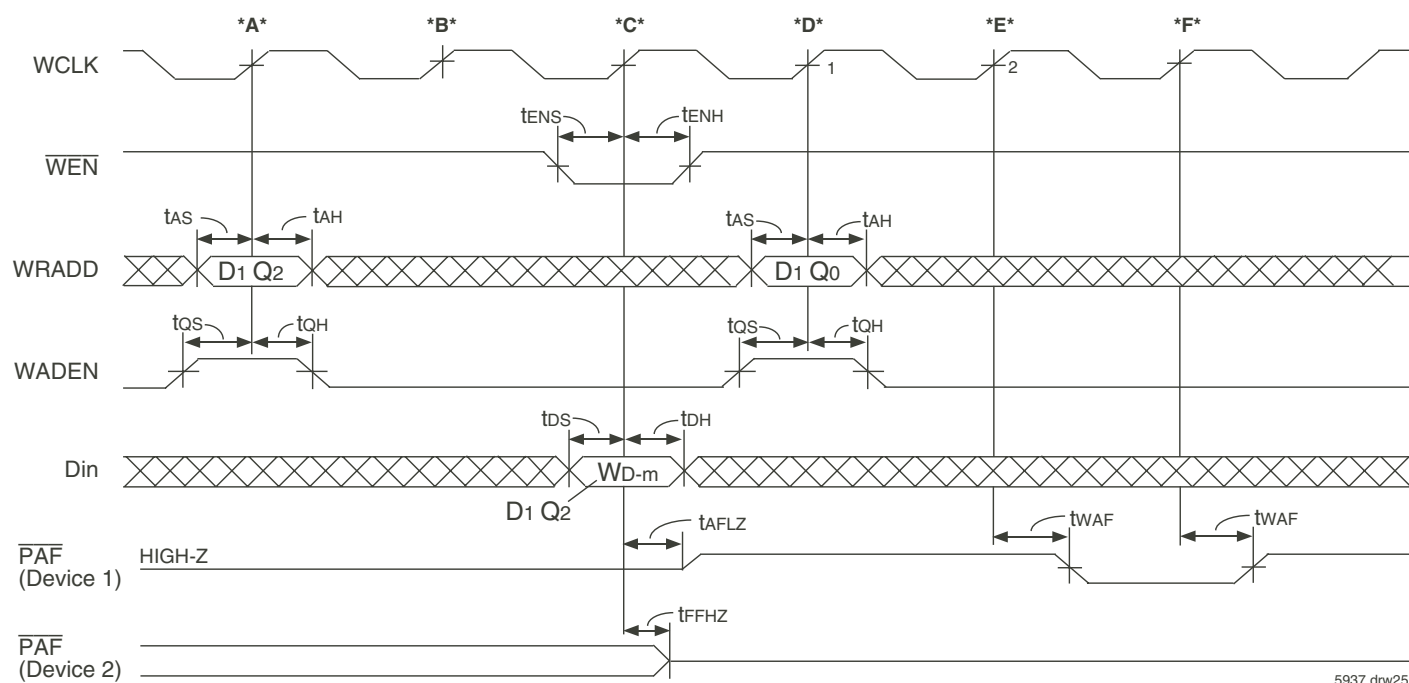 *A* *B* *C* *D* *E* *F*
WCLK 1 2
tENS tENH
WEN
tAS tAH tAS tAH
WRADD D1 Q2 D1 Q0
tQS tQH tQS tQH
WADEN
tDS tDH
Din WD-m
D1 Q2
tAFLZ tWAF tWAF
PAF HIGH-Z
(Device 1)
tFFHZ
PAF
(Device 2)
5937 drw25